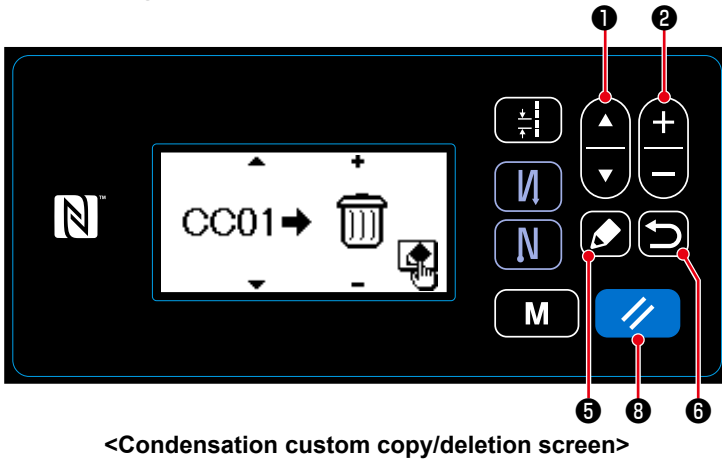 ❶ ❷
+
−
CC01➡
M
❺ ❽ ❻
<Condensation custom copy/deletion screen>